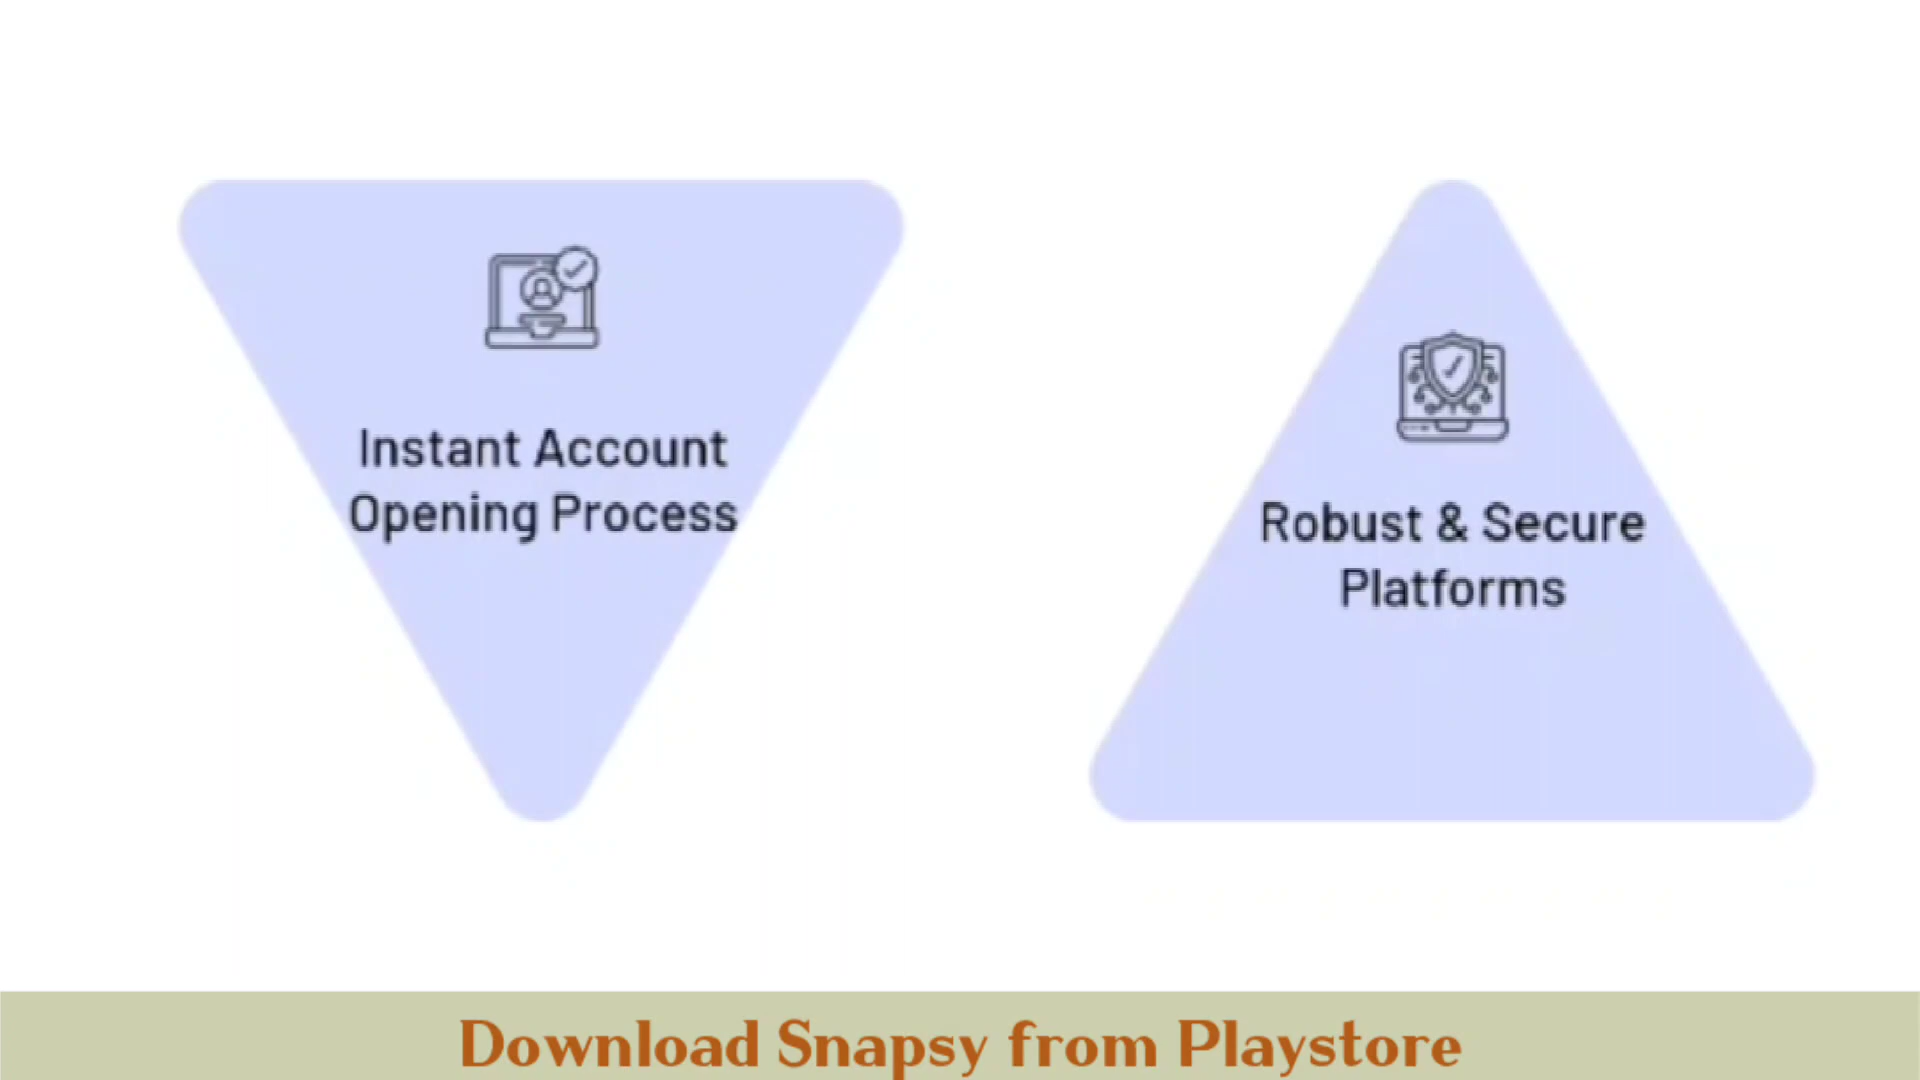 Instant Account
Opening Process
Robust & Secure
Platforms
Download Snapsy from Playstore